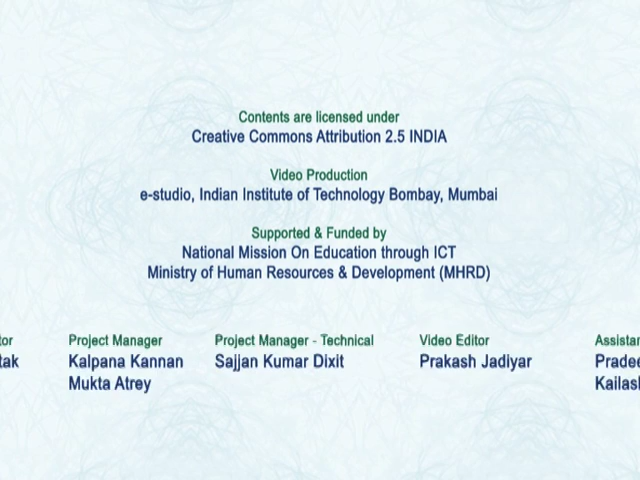 Contents are licensed under
Creative Commons Attribution 2.5 INDIA
Video Production
e-studio, Indian Institute of Technology Bombay, Mumbai
Supported & Funded by
National Mission On Education through ICT
Ministry of Human Resources & Development (MHRD)
Project Manager Project Manager - Technical Video Editor
Kalpana Kannan Sajjan Kumar Dixit Prakash Jadiyar
Mukta Atrey